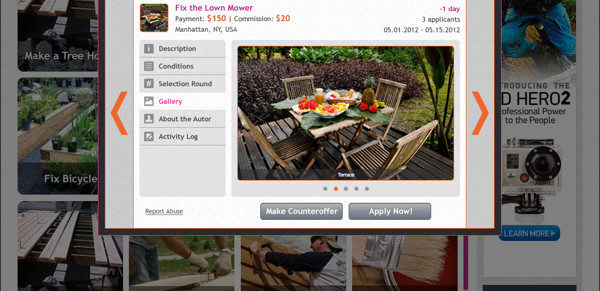 Fix the Lown Mower
-1 day
Payment: $150 | Commission: $20
3 applicants
Manhattan, NY, USA
05.01.2012 - 05.15.2012
Description
Conditions
Selection Round
Gallery
About the Autor
Activity Log
Terrace
Report Abuse
Make Counteroffer
Apply Now!
Make a Tree Ho
Fix Bicycle
RODUCING THE
D HERO2
ofessional Power
to the People
LEARN MORE